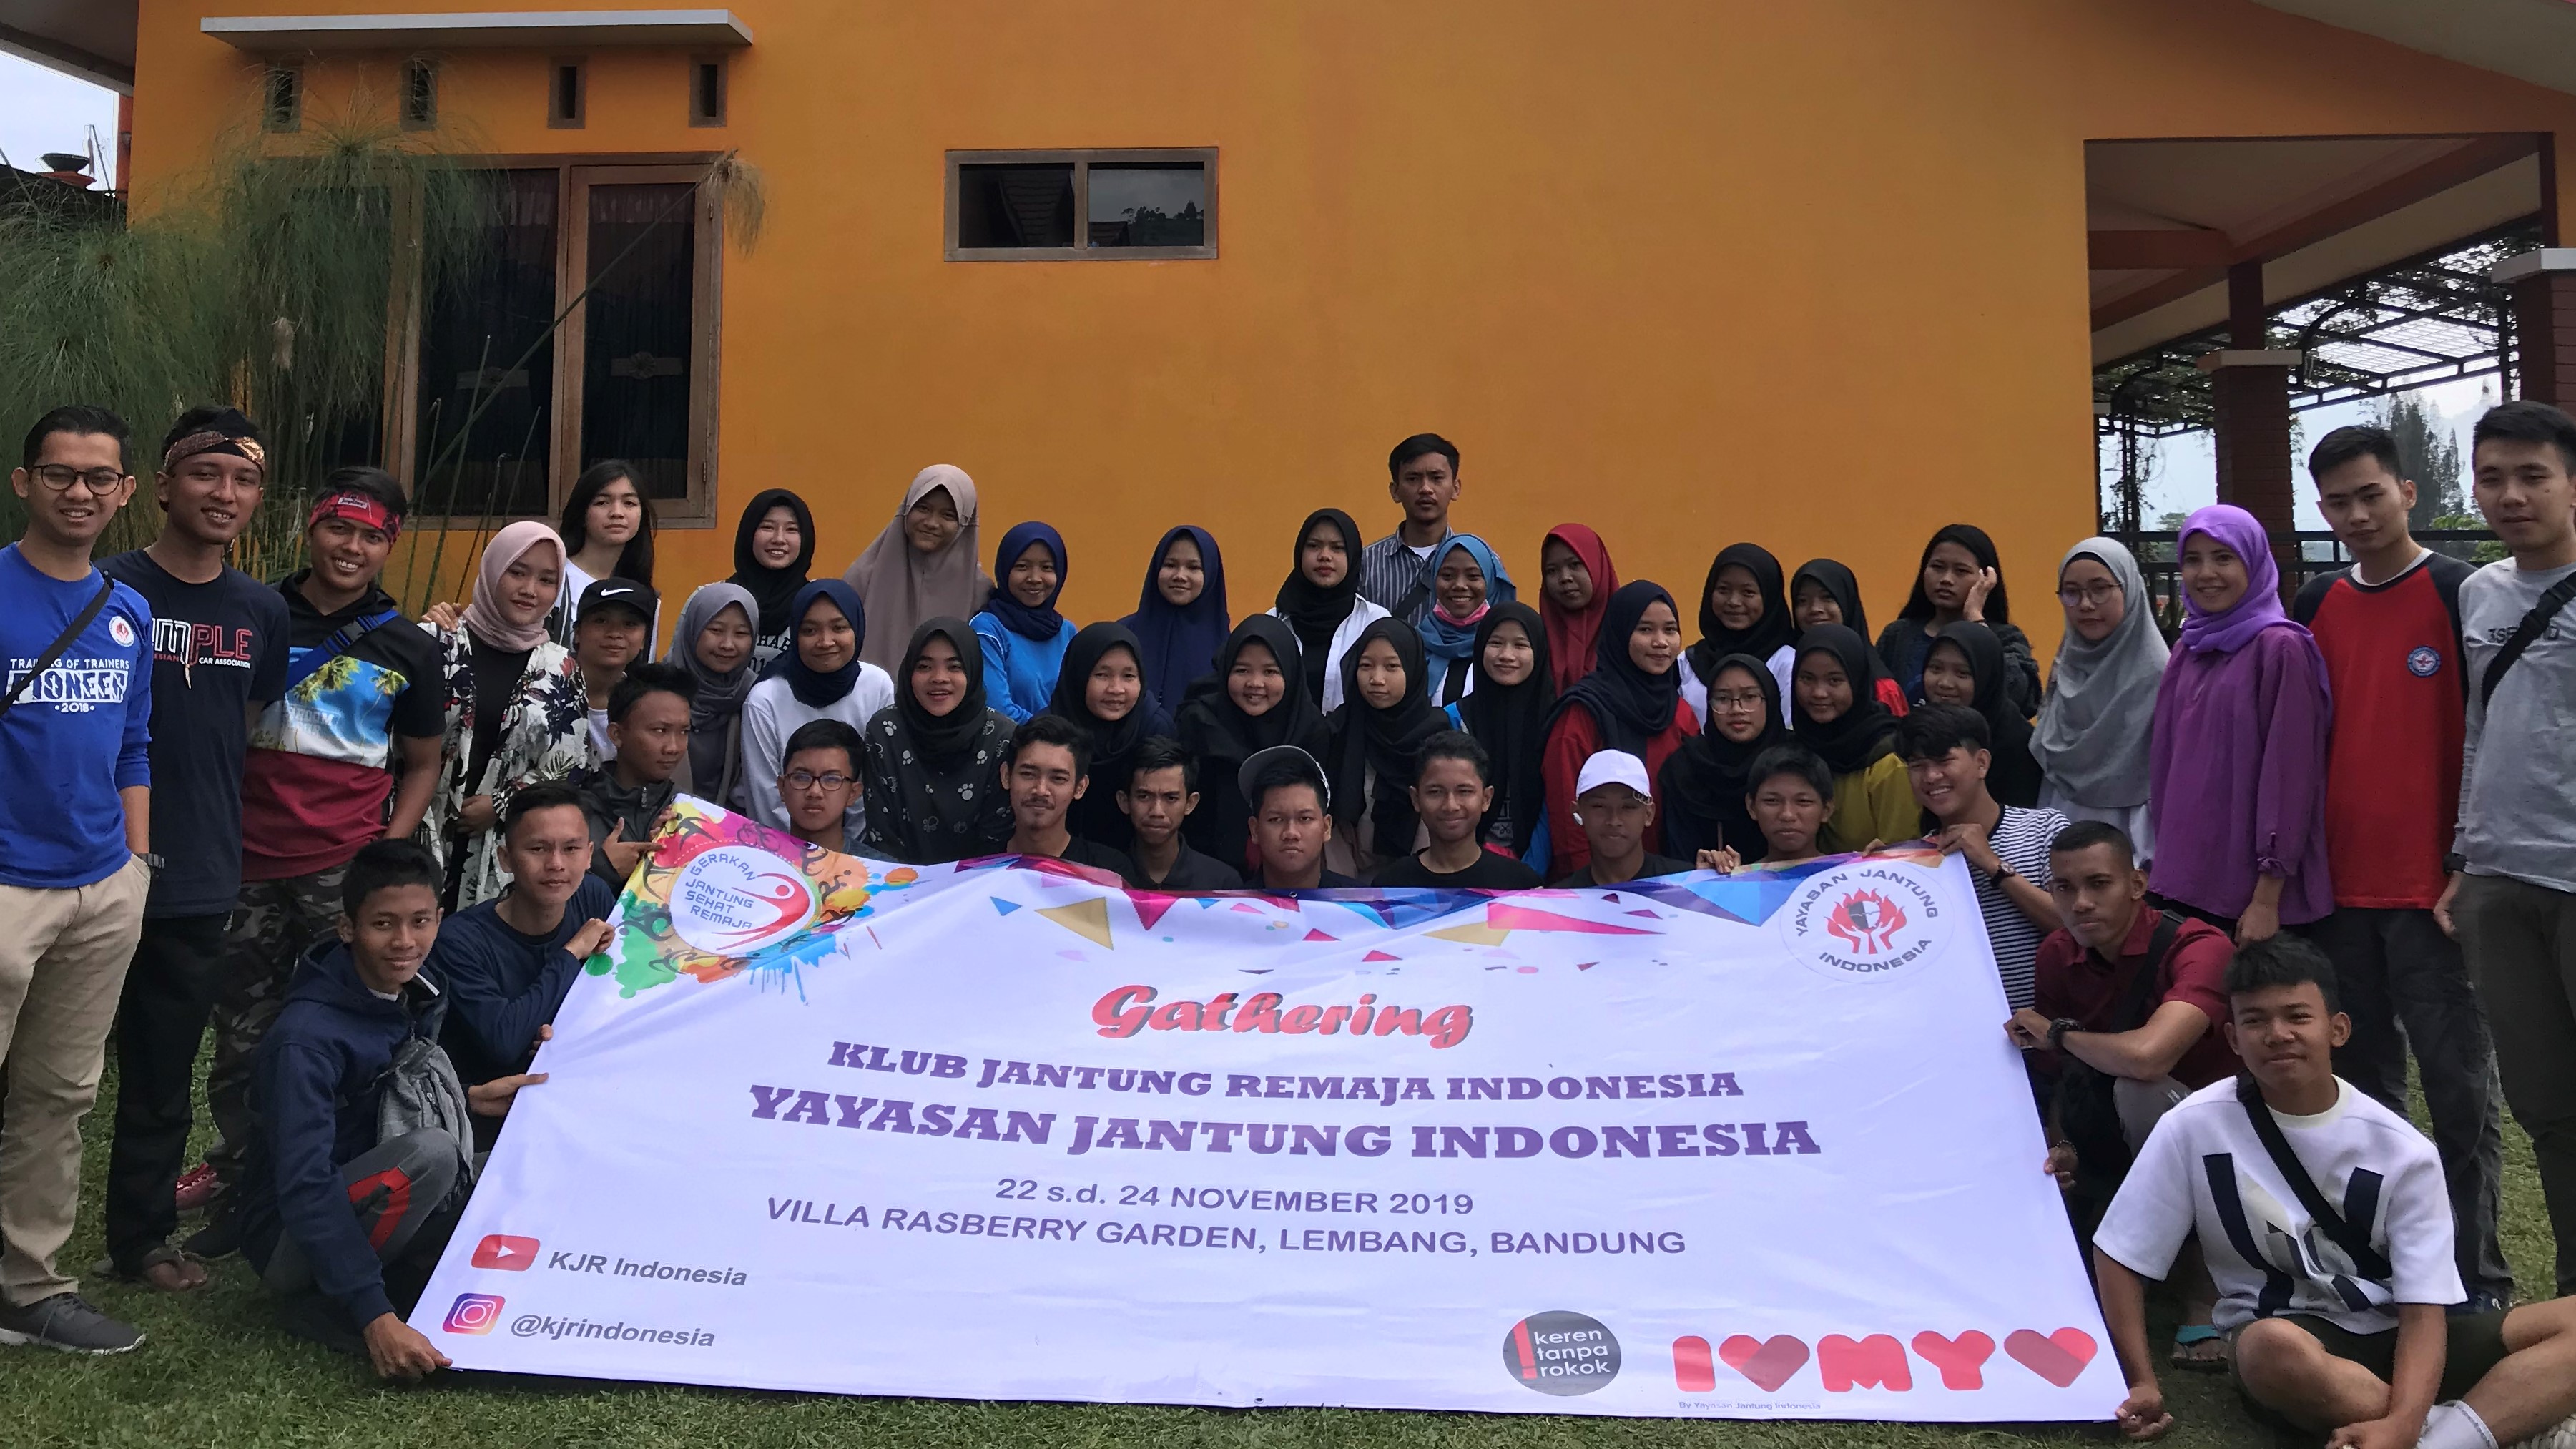 TRAINING OF TRAINERS
PIONEER
•2018•
CAR ASSOCIATION
GERAKAN
JANTUNG
SEHAT
REMAJA
YAYASAN JANTUNG
INDONESIA
Gathering
KLUB JANTUNG REMAJA INDONESIA
YAYASAN JANTUNG INDONESIA
22 s.d. 24 NOVEMBER 2019
VILLA RASBERRY GARDEN, LEMBANG, BANDUNG
KJR Indonesia
@kjrindonesia
keren
tanpa
rokok
I MY
By Yayasan Jantung Indonesia